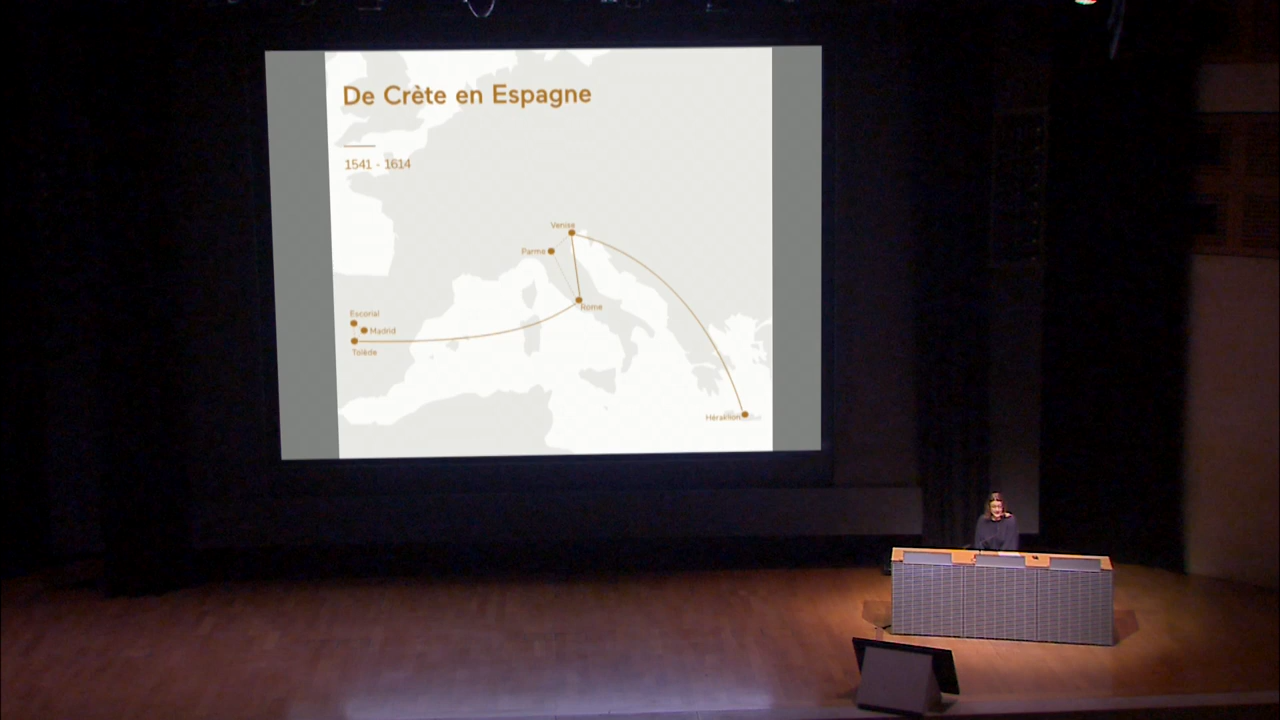 De Crète en Espagne
1541 - 1614
Venise
Parme
Rome
Escorial
Madrid
Tolède
Héraklion